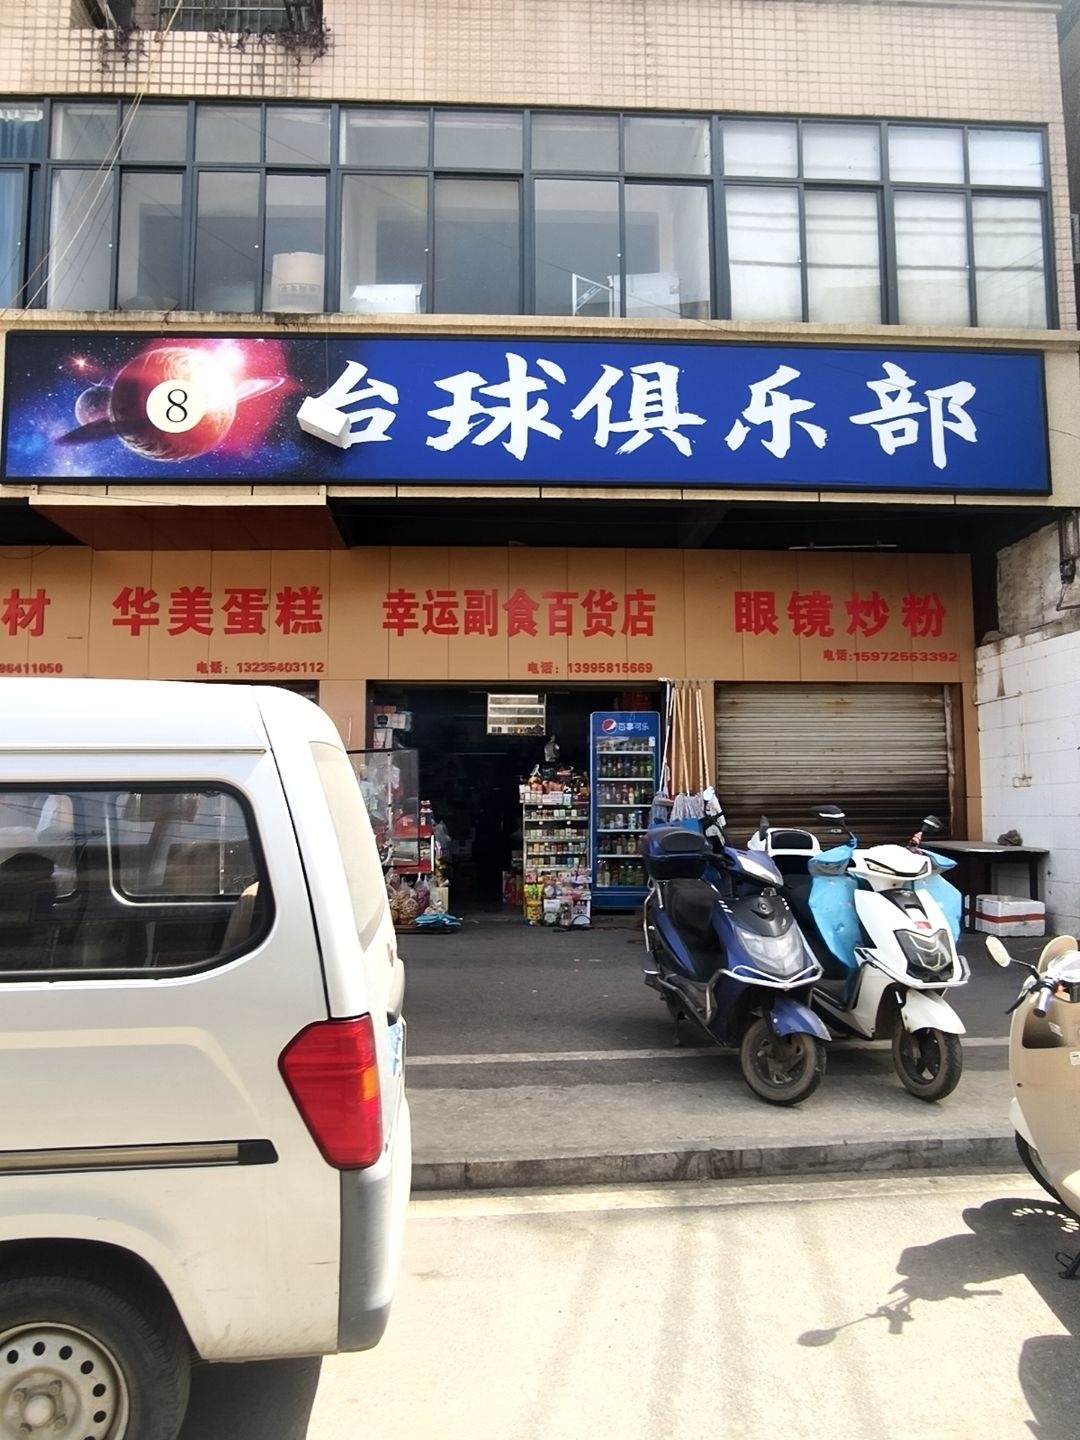 8
台球俱乐部
材
华美蛋糕
幸运副食百货店
眼镜炒粉
96411050
电话：13235403112
电话：13995815669
电话:15972553392
百事可乐